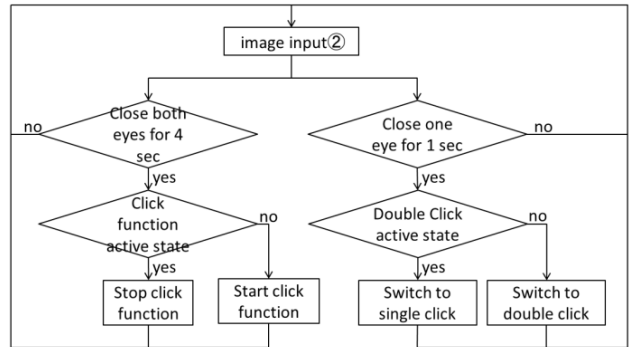 image input②
Close both
eyes for 4
sec
no
yes
Close one
eye for 1 sec
no
yes
Click
function
active state
no
yes
Double Click
active state
no
yes
Stop click
function
Start click
function
Switch to
single click
Switch to
double click